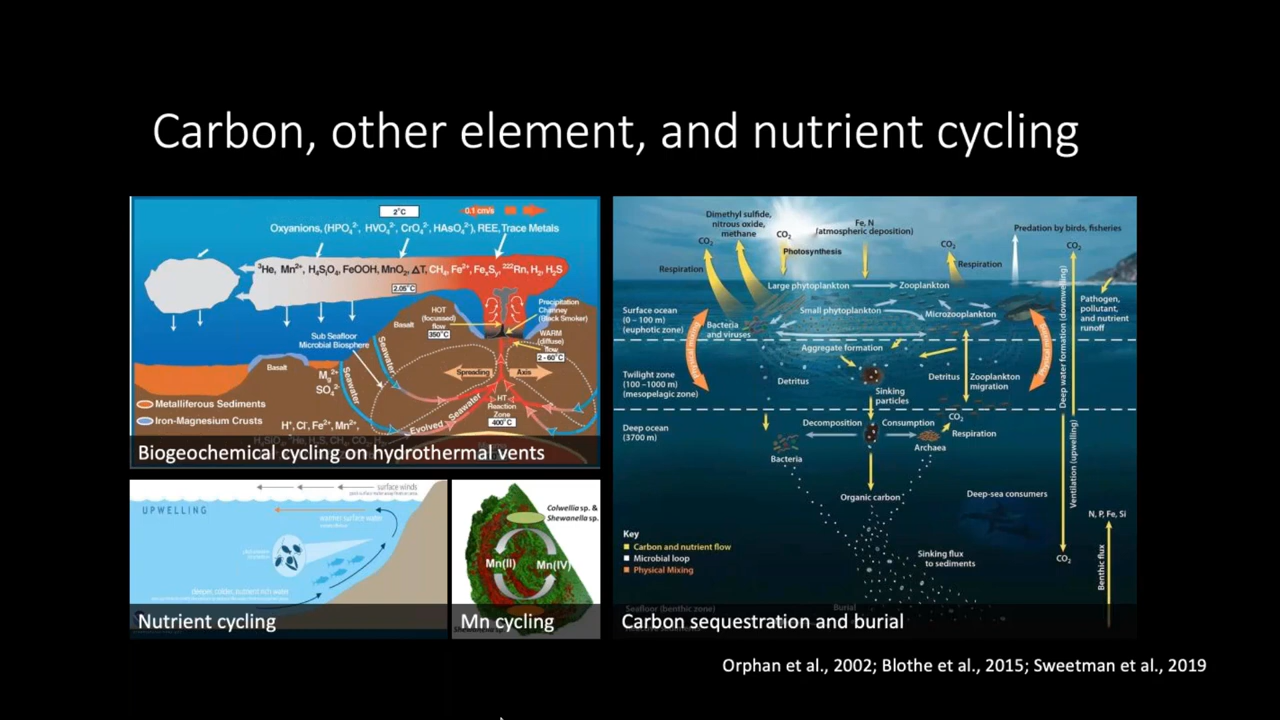 Carbon, other element, and nutrient cycling
2°C
0.1 cm/s
Oxyanions, (HPO₄²⁻, HVO₄²⁻, CrO₄²⁻, HAsO₄²⁻), REE, Trace Metals
³He, Mn²⁺, H₄SiO₄, FeOOH, MnO₂, ΔT, CH₄, Fe²⁺, FeₓSᵧ, ²²²Rn, H₂, H₂S
2.05°C
HOT
(focussed)
flow
350°C
Precipitation
Chimney
(Black Smoker)
WARM
(diffuse)
flow
2 - 60°C
Basalt
Sub Seafloor
Microbial Biosphere
Seawater
Basalt
Mg²⁺
SO₄²⁻
Seawater
Spreading
Axis
HT
Reaction
Zone
400°C
Evolved Seawater
Metalliferous Sediments
Iron-Magnesium Crusts
H⁺, Cl⁻, Fe²⁺, Mn²⁺,
Biogeochemical cycling on hydrothermal vents
surface winds
UPWELLING
warmer surface water
deeper, colder, nutrient rich water
Nutrient cycling
Colwellia sp. &
Shewanella sp.
Mn(II)
Mn(IV)
Mn cycling
Dimethyl sulfide,
nitrous oxide,
methane
CO₂
CO₂
Fe, N
(atmospheric deposition)
Photosynthesis
CO₂
Predation by birds, fisheries
CO₂
Respiration
Respiration
Large phytoplankton
Zooplankton
Small phytoplankton
Microzooplankton
Pathogen,
pollutant,
and nutrient
runoff
Surface ocean
(0 – 100 m)
(euphotic zone)
Bacteria
and viruses
Physical mixing
Physical mixing
Aggregate formation
Twilight zone
(100 –1000 m)
(mesopelagic zone)
Detritus
Sinking
particles
Detritus
Zooplankton
migration
Deep water formation (downwelling)
Deep ocean
(3700 m)
Decomposition
Consumption
CO₂
Respiration
Bacteria
Archaea
Ventilation (upwelling)
Organic carbon
Deep-sea consumers
N, P, Fe, Si
Key
Carbon and nutrient flow
Microbial loop
Physical Mixing
Sinking flux
to sediments
CO₂
Benthic flux
Seafloor (benthic zone)
Burial
Carbon sequestration and burial
Orphan et al., 2002; Blothe et al., 2015; Sweetman et al., 2019